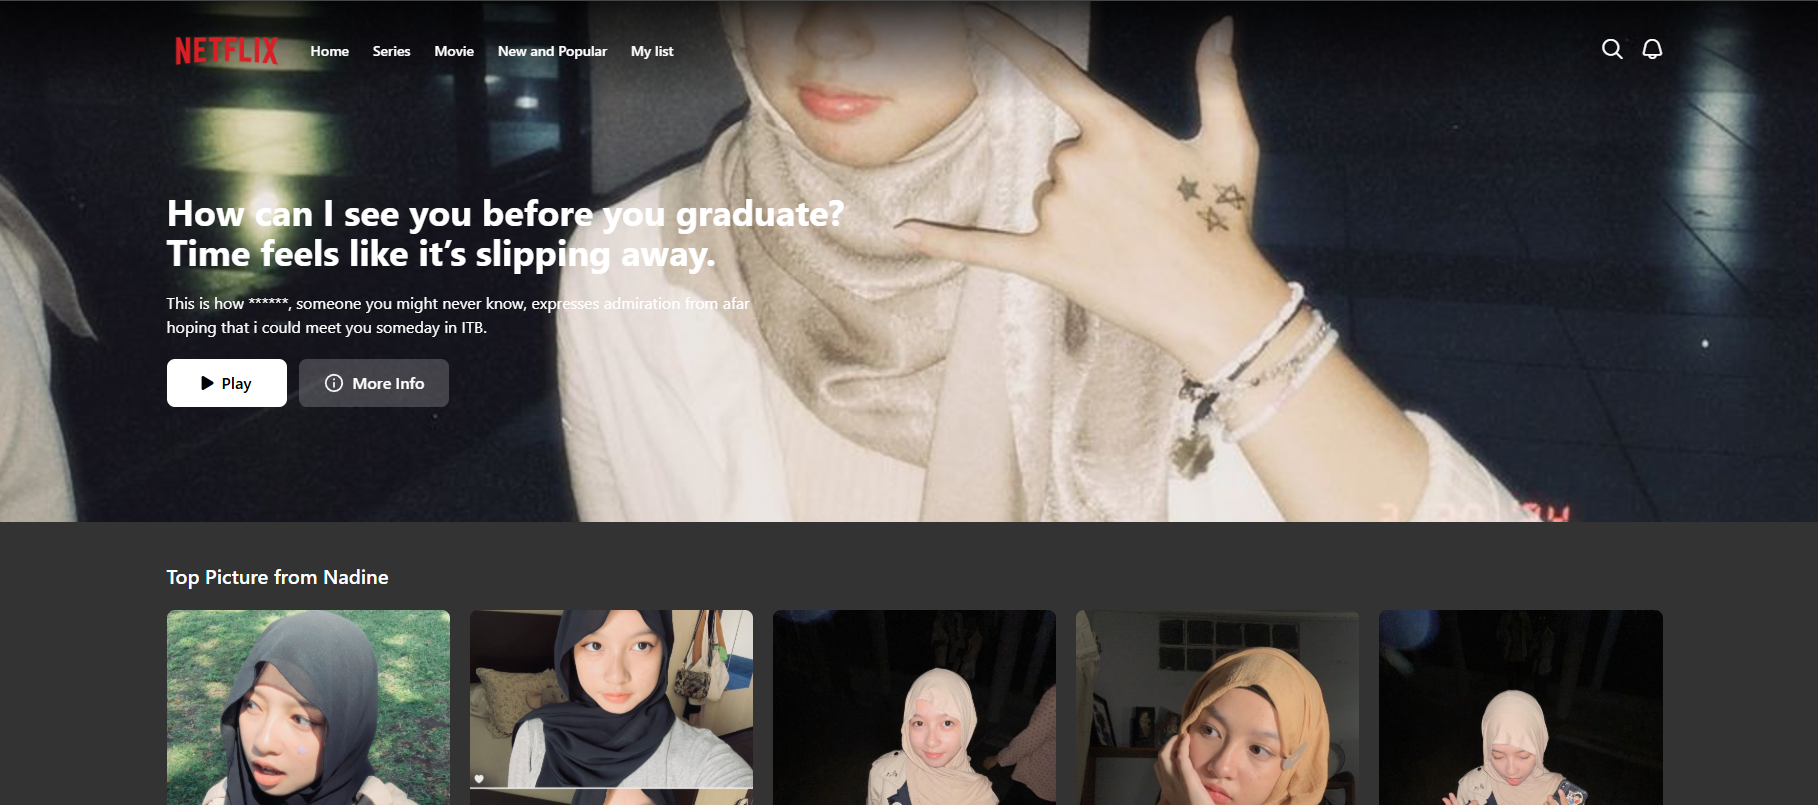 NETFLIX Home Series Movie New and Popular My list
How can I see you before you graduate?
Time feels like it’s slipping away.
This is how ******, someone you might never know, expresses admiration from afar
hoping that i could meet you someday in ITB.
Play More Info
Top Picture from Nadine